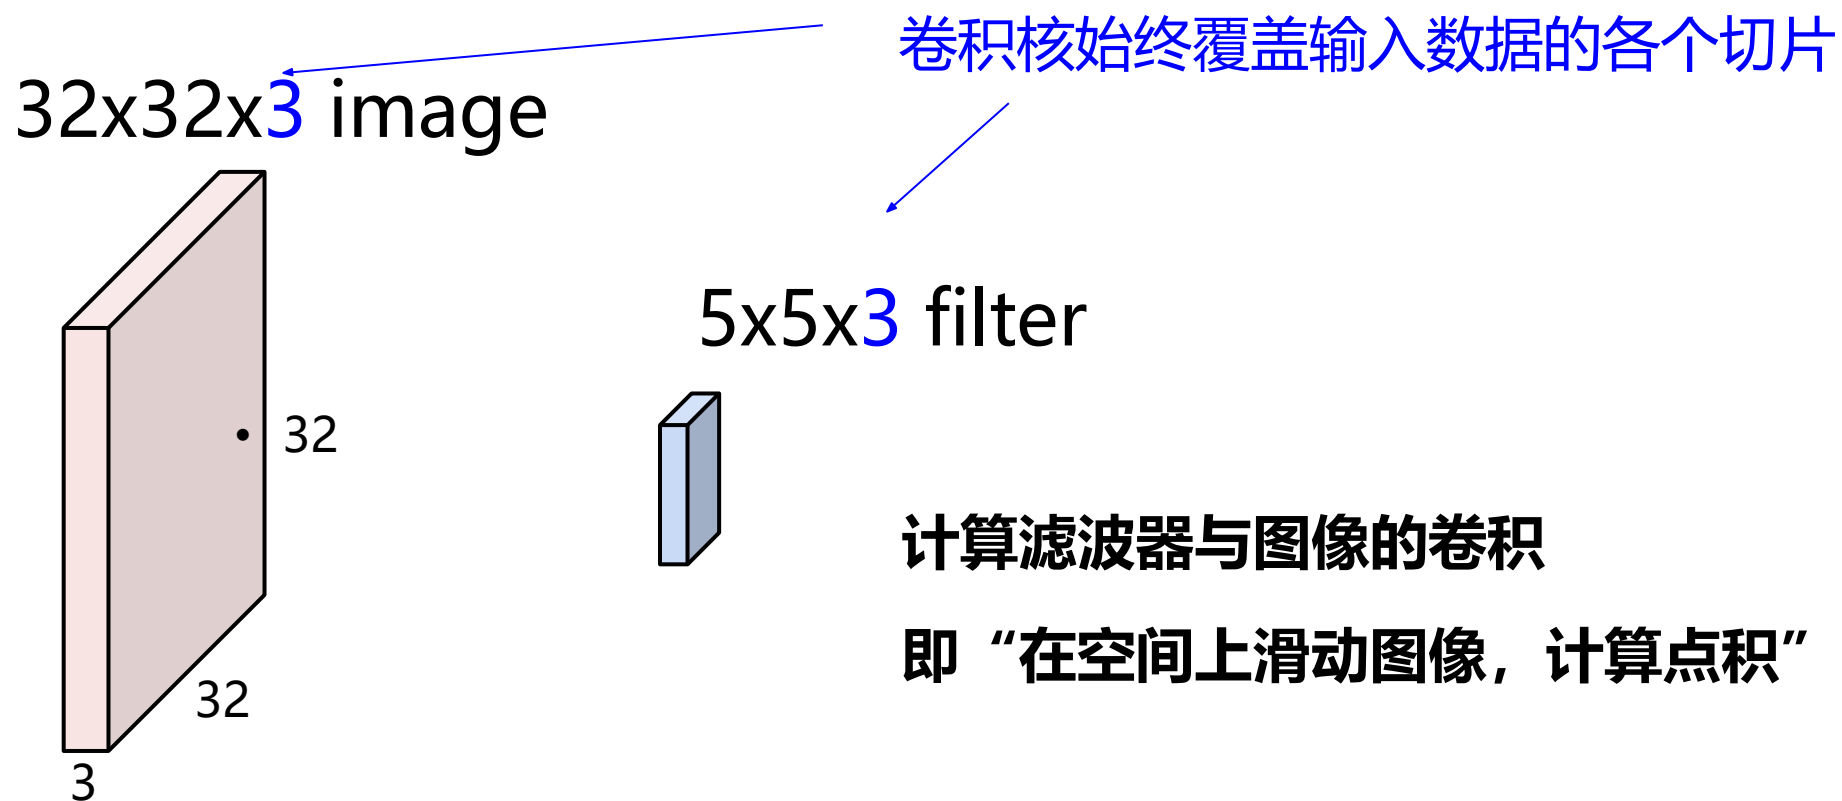 卷积核始终覆盖输入数据的各个切片
32x32x3 image
5x5x3 filter
32
计算滤波器与图像的卷积
即“在空间上滑动图像，计算点积”
32
3